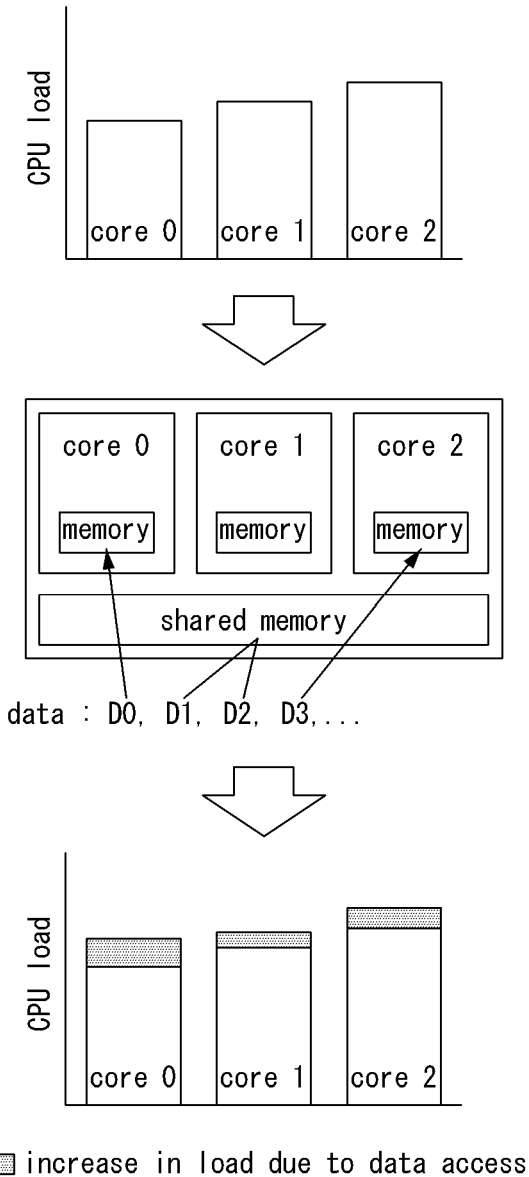 CPU load
core 0 core 1 core 2
core 0 core 1 core 2
memory memory memory
shared memory
data : D0, D1, D2, D3,...
CPU load
core 0 core 1 core 2
increase in load due to data access